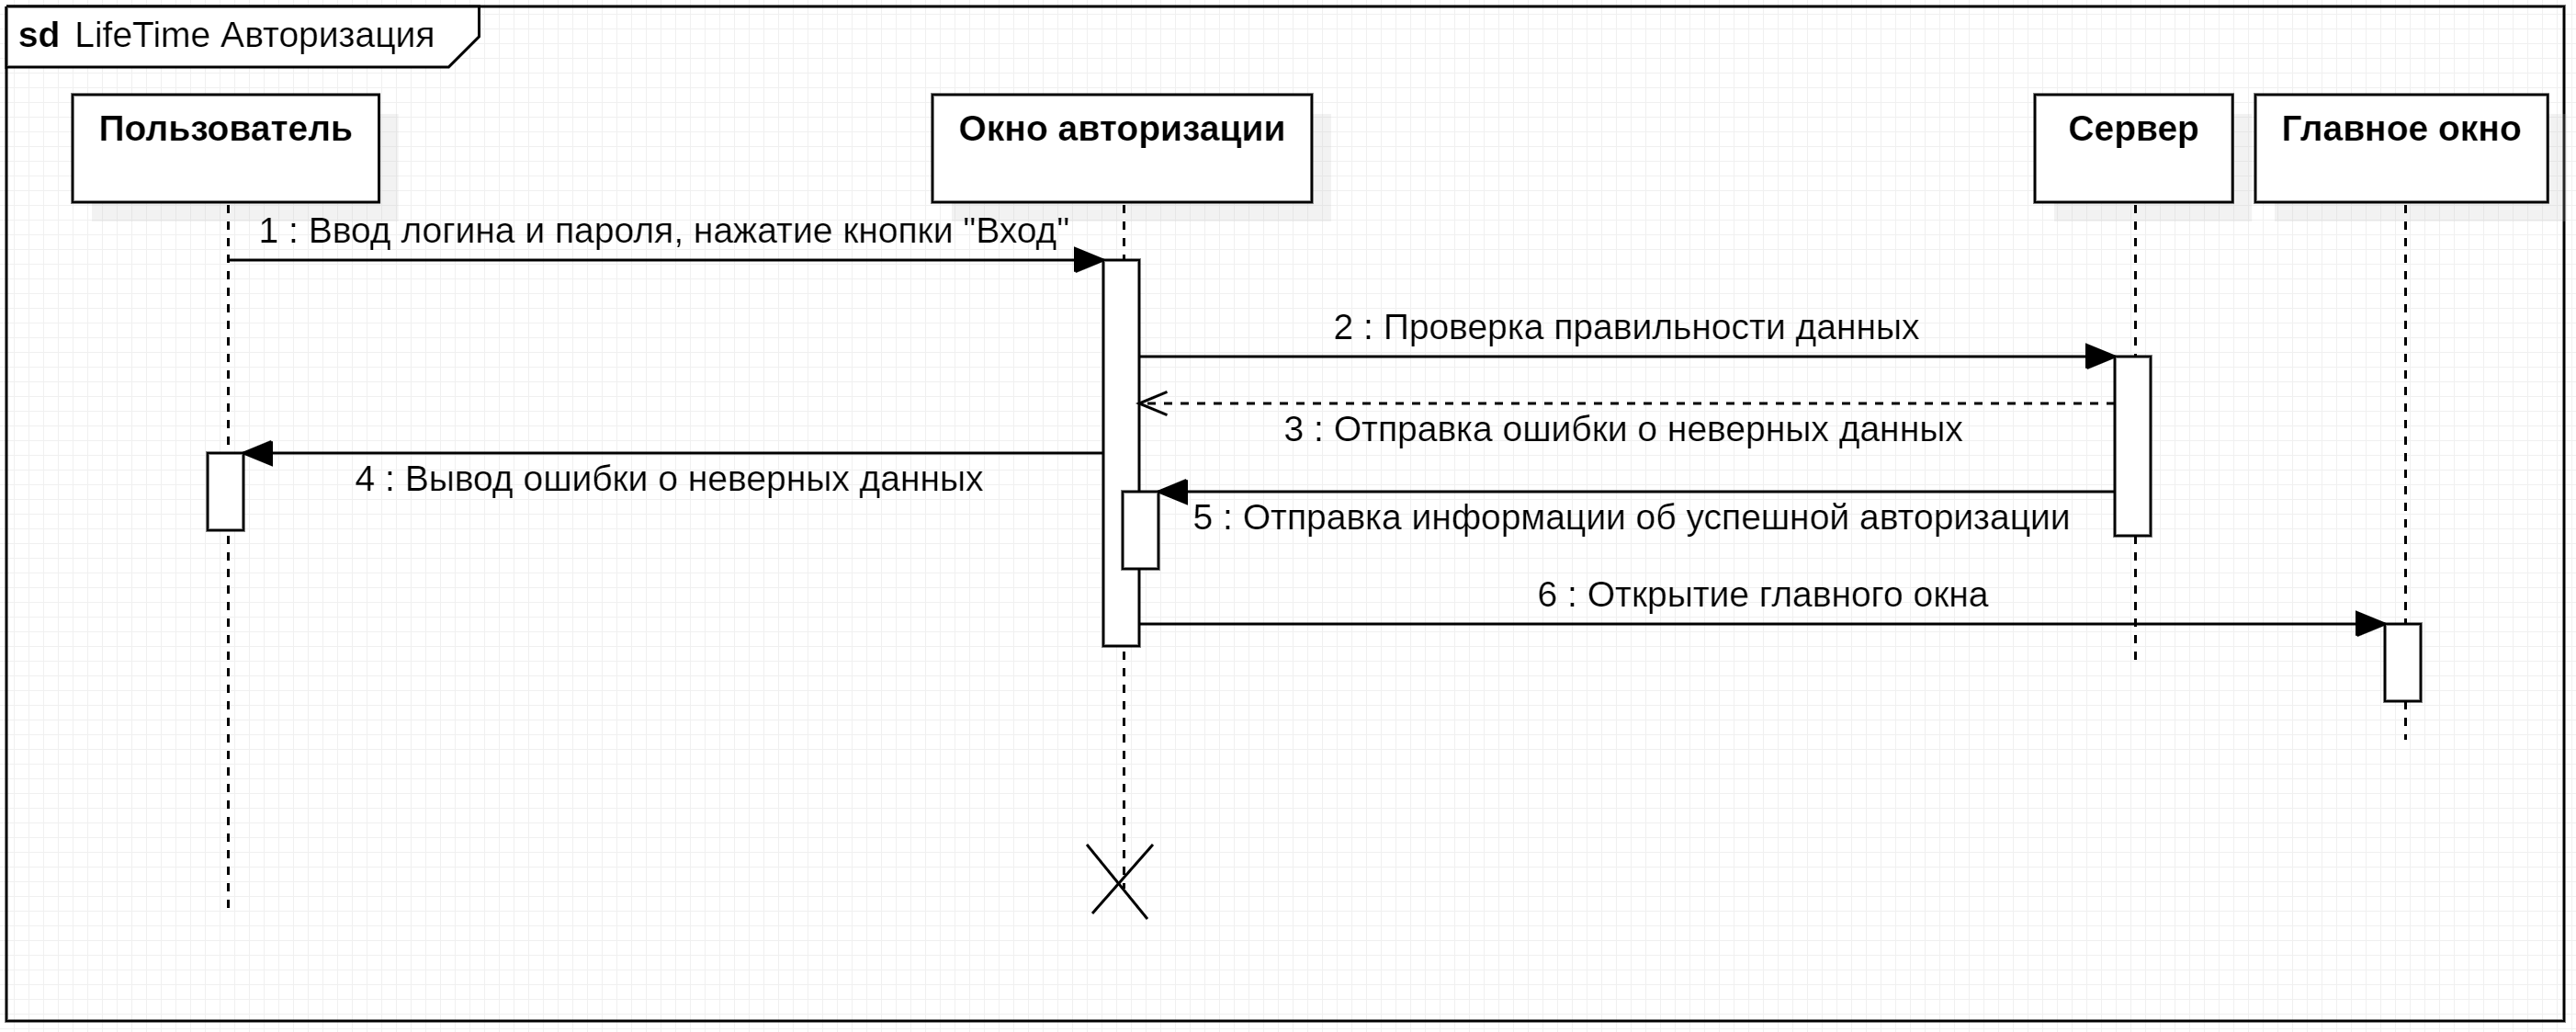 sd LifeTime Авторизация
Пользователь
Окно авторизации
Сервер
Главное окно
1 : Ввод логина и пароля, нажатие кнопки "Вход"
2 : Проверка правильности данных
3 : Отправка ошибки о неверных данных
4 : Вывод ошибки о неверных данных
5 : Отправка информации об успешной авторизации
6 : Открытие главного окна